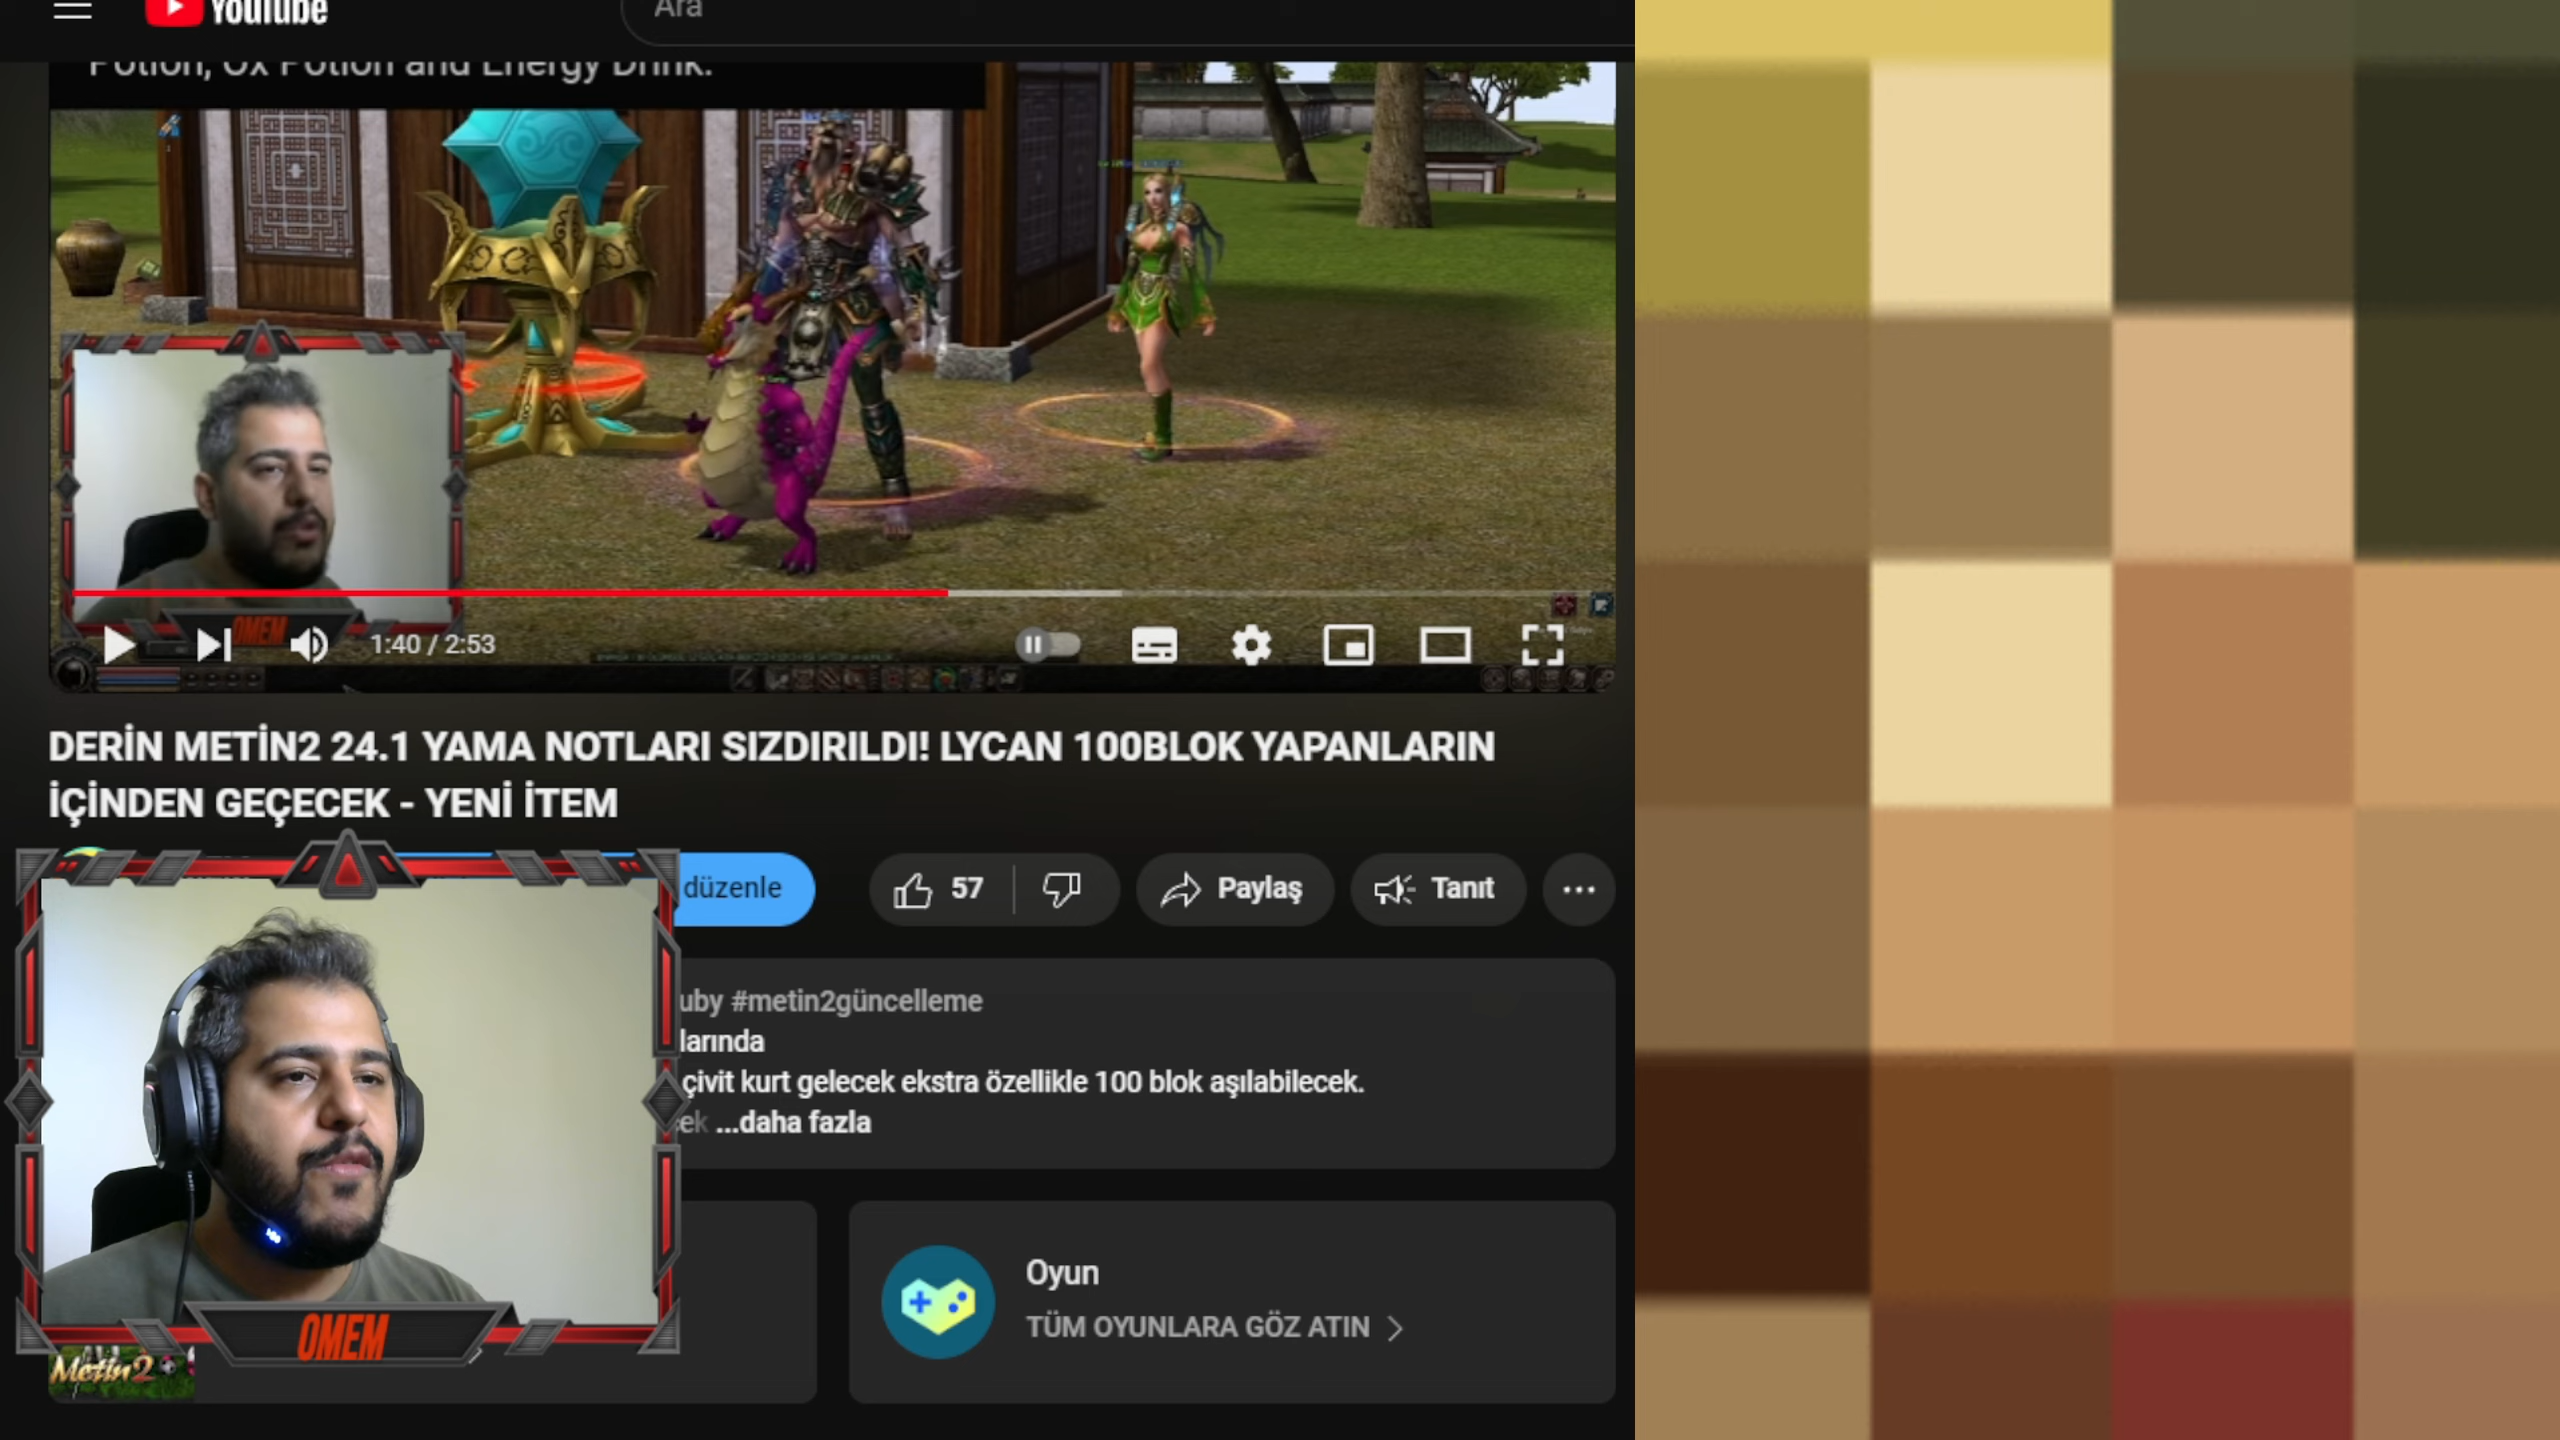 YouTube
Ara
Potion, Ox Potion and Energy Drink.
OMEM
1:40 / 2:53
DERİN METİN2 24.1 YAMA NOTLARI SIZDIRILDI! LYCAN 100BLOK YAPANLARIN
İÇİNDEN GEÇECEK - YENİ İTEM
düzenle
57
Paylaş
Tanıt
uby #metin2güncelleme
larında
çivit kurt gelecek ekstra özellikle 100 blok aşılabilecek.
ek ...daha fazla
Oyun
TÜM OYUNLARA GÖZ ATIN
OMEM
Metin2